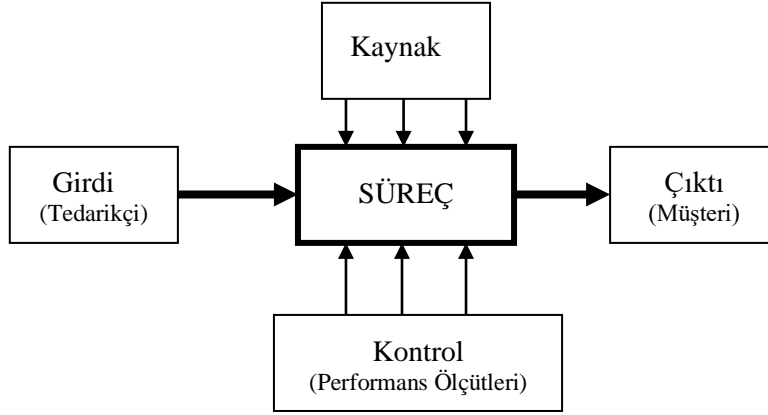 Kaynak
Girdi
(Tedarikçi)
SÜREÇ
Çıktı
(Müşteri)
Kontrol
(Performans Ölçütleri)